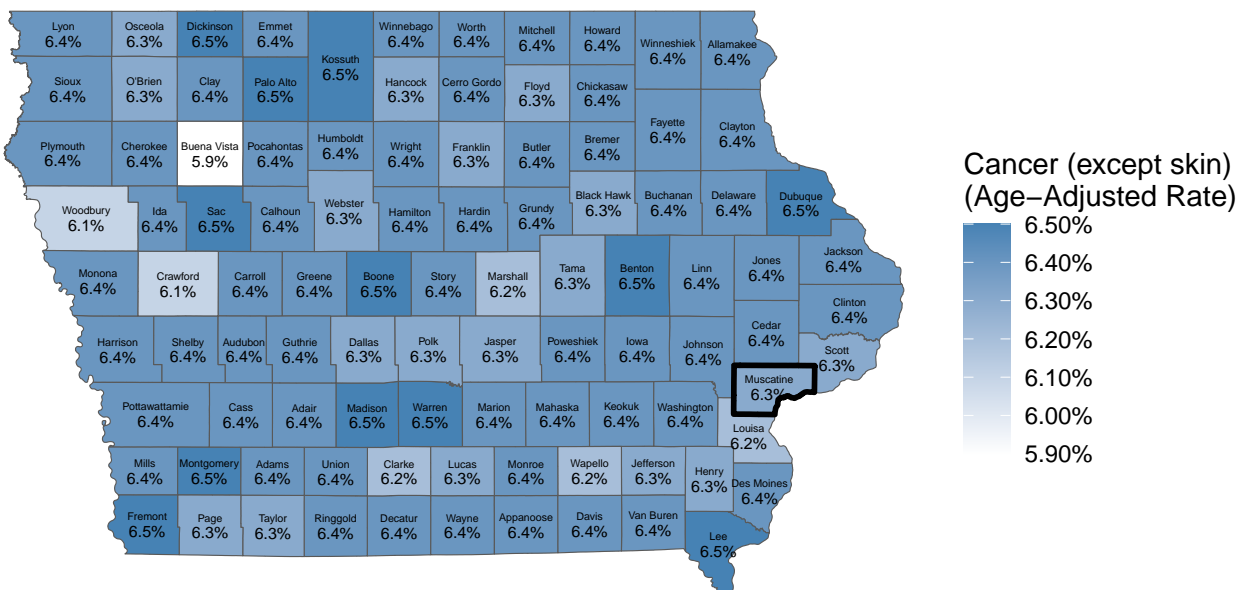 Lyon
6.4%
Osceola
6.3%
Dickinson
6.5%
Emmet
6.4%
Kossuth
6.5%
Winnebago
6.4%
Worth
6.4%
Mitchell
6.4%
Howard
6.4%
Winneshiek
6.4%
Allamakee
6.4%
Sioux
6.4%
O'Brien
6.3%
Clay
6.4%
Palo Alto
6.5%
Hancock
6.3%
Cerro Gordo
6.4%
Floyd
6.3%
Chickasaw
6.4%
Fayette
6.4%
Clayton
6.4%
Plymouth
6.4%
Cherokee
6.4%
Buena Vista
5.9%
Pocahontas
6.4%
Humboldt
6.4%
Wright
6.4%
Franklin
6.3%
Butler
6.4%
Bremer
6.4%
Woodbury
6.1%
Ida
6.4%
Sac
6.5%
Calhoun
6.4%
Webster
6.3%
Hamilton
6.4%
Hardin
6.4%
Grundy
6.4%
Black Hawk
6.3%
Buchanan
6.4%
Delaware
6.4%
Dubuque
6.5%
Monona
6.4%
Crawford
6.1%
Carroll
6.4%
Greene
6.4%
Boone
6.5%
Story
6.4%
Marshall
6.2%
Tama
6.3%
Benton
6.5%
Linn
6.4%
Jones
6.4%
Jackson
6.4%
Clinton
6.4%
Harrison
6.4%
Shelby
6.4%
Audubon
6.4%
Guthrie
6.4%
Dallas
6.3%
Polk
6.3%
Jasper
6.3%
Poweshiek
6.4%
Iowa
6.4%
Johnson
6.4%
Cedar
6.4%
Scott
6.3%
Muscatine
6.3%
Pottawattamie
6.4%
Cass
6.4%
Adair
6.4%
Madison
6.5%
Warren
6.5%
Marion
6.4%
Mahaska
6.4%
Keokuk
6.4%
Washington
6.4%
Louisa
6.2%
Mills
6.4%
Montgomery
6.5%
Adams
6.4%
Union
6.4%
Clarke
6.2%
Lucas
6.3%
Monroe
6.4%
Wapello
6.2%
Jefferson
6.3%
Henry
6.3%
Des Moines
6.4%
Fremont
6.5%
Page
6.3%
Taylor
6.3%
Ringgold
6.4%
Decatur
6.4%
Wayne
6.4%
Appanoose
6.4%
Davis
6.4%
Van Buren
6.4%
Lee
6.5%
Cancer (except skin)
(Age−Adjusted Rate)
6.50%
6.40%
6.30%
6.20%
6.10%
6.00%
5.90%